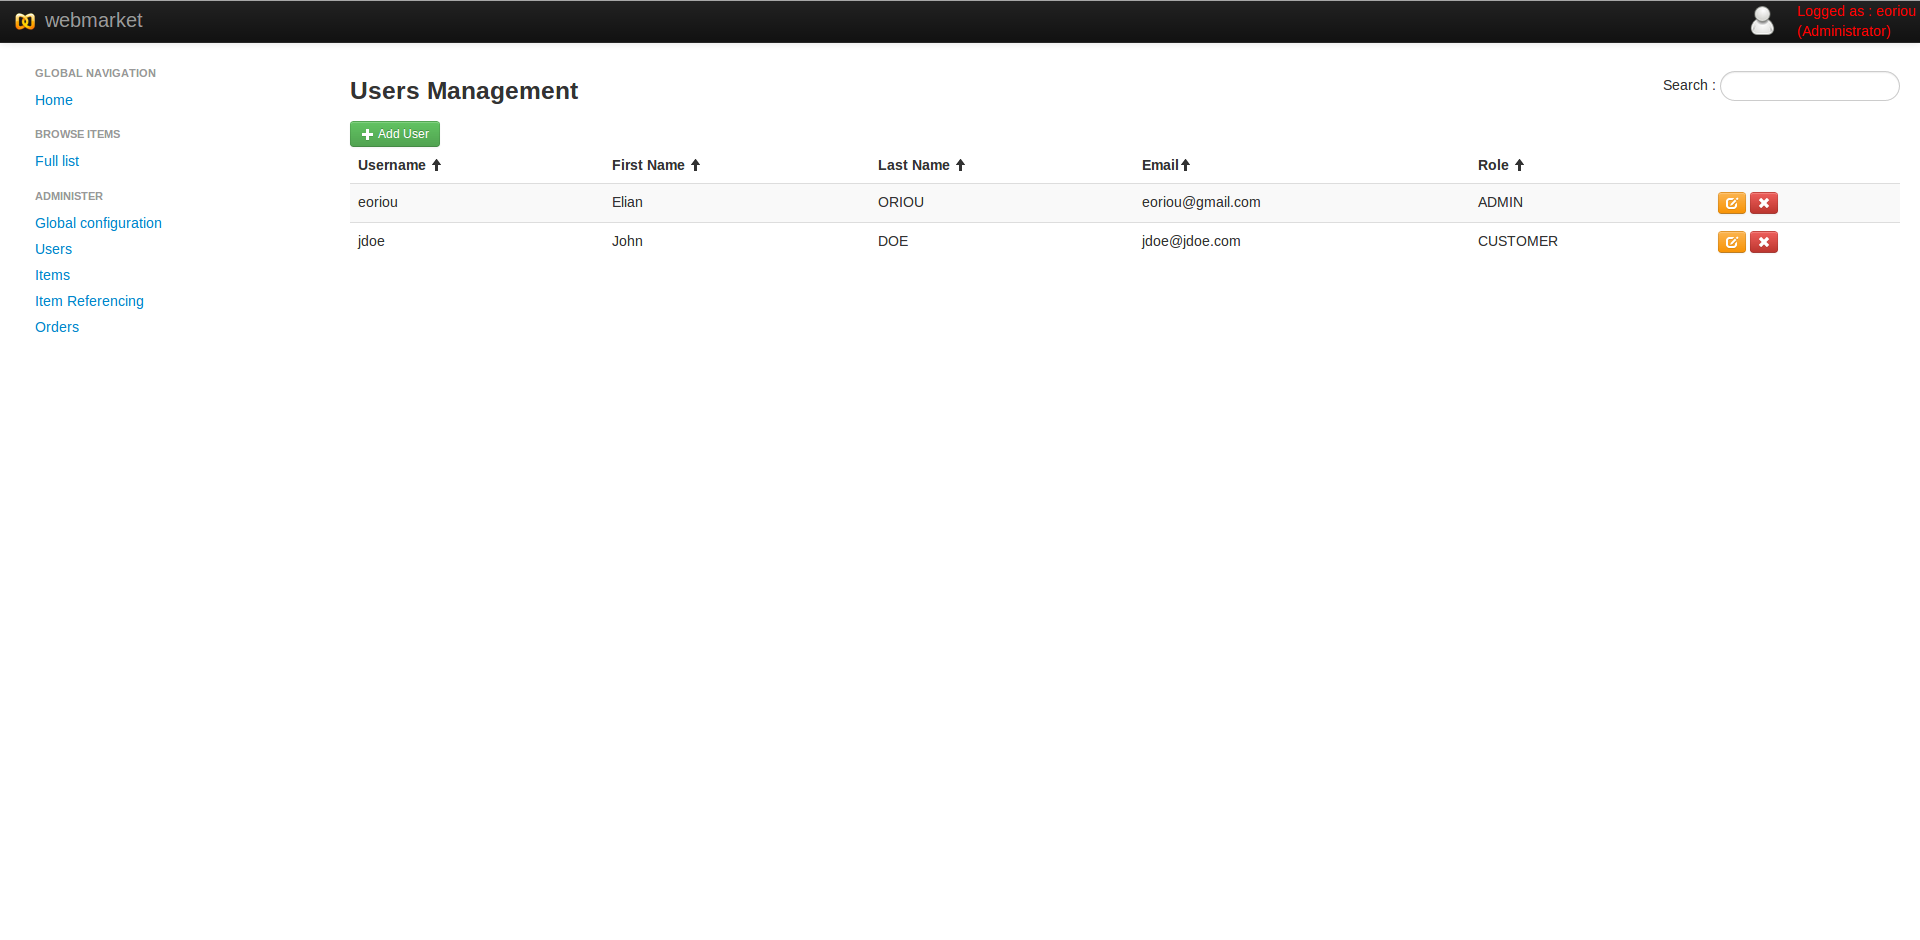 webmarket
Logged as : eoriou
(Administrator)
GLOBAL NAVIGATION
Home
BROWSE ITEMS
Full list
ADMINISTER
Global configuration
Users
Items
Item Referencing
Orders
Users Management
Search :
Add User
Username First Name Last Name Email Role
eoriou Elian ORIOU eoriou@gmail.com ADMIN
jdoe John DOE jdoe@jdoe.com CUSTOMER